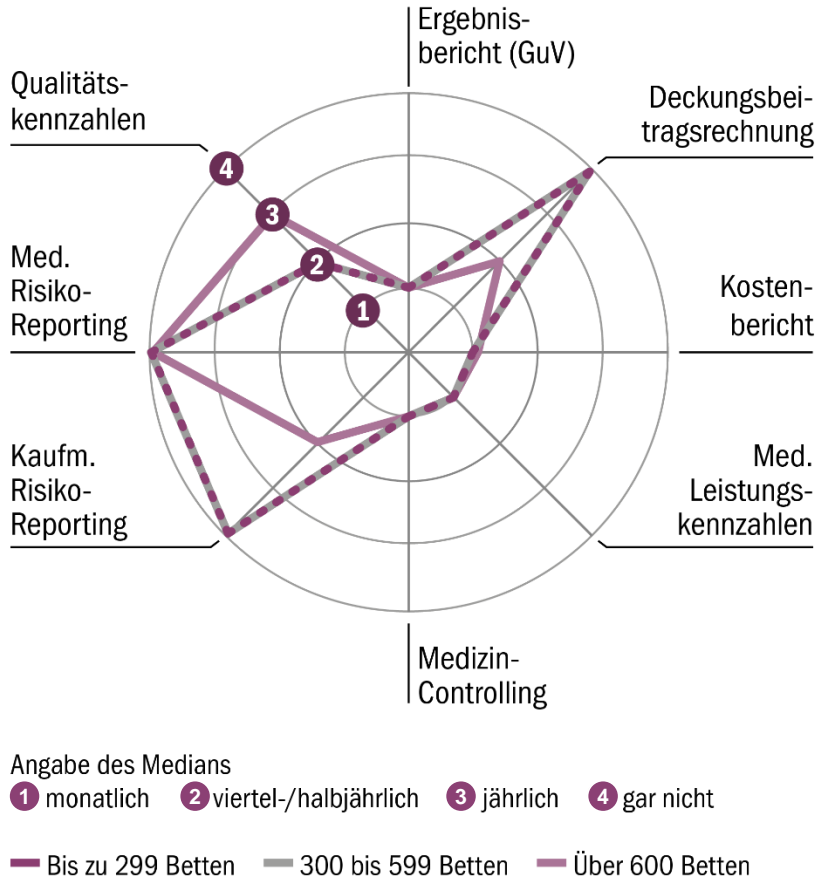 Ergebnis-
bericht (GuV)
Qualitäts-
kennzahlen
Deckungsbei-
tragsrechnung
4
3
Med.
Risiko-
Reporting
2
1
Kosten-
bericht
Kaufm.
Risiko-
Reporting
Med.
Leistungs-
kennzahlen
Medizin-
Controlling
Angabe des Medians
1 monatlich 2 viertel-/halbjährlich 3 jährlich 4 gar nicht
Bis zu 299 Betten 300 bis 599 Betten Über 600 Betten